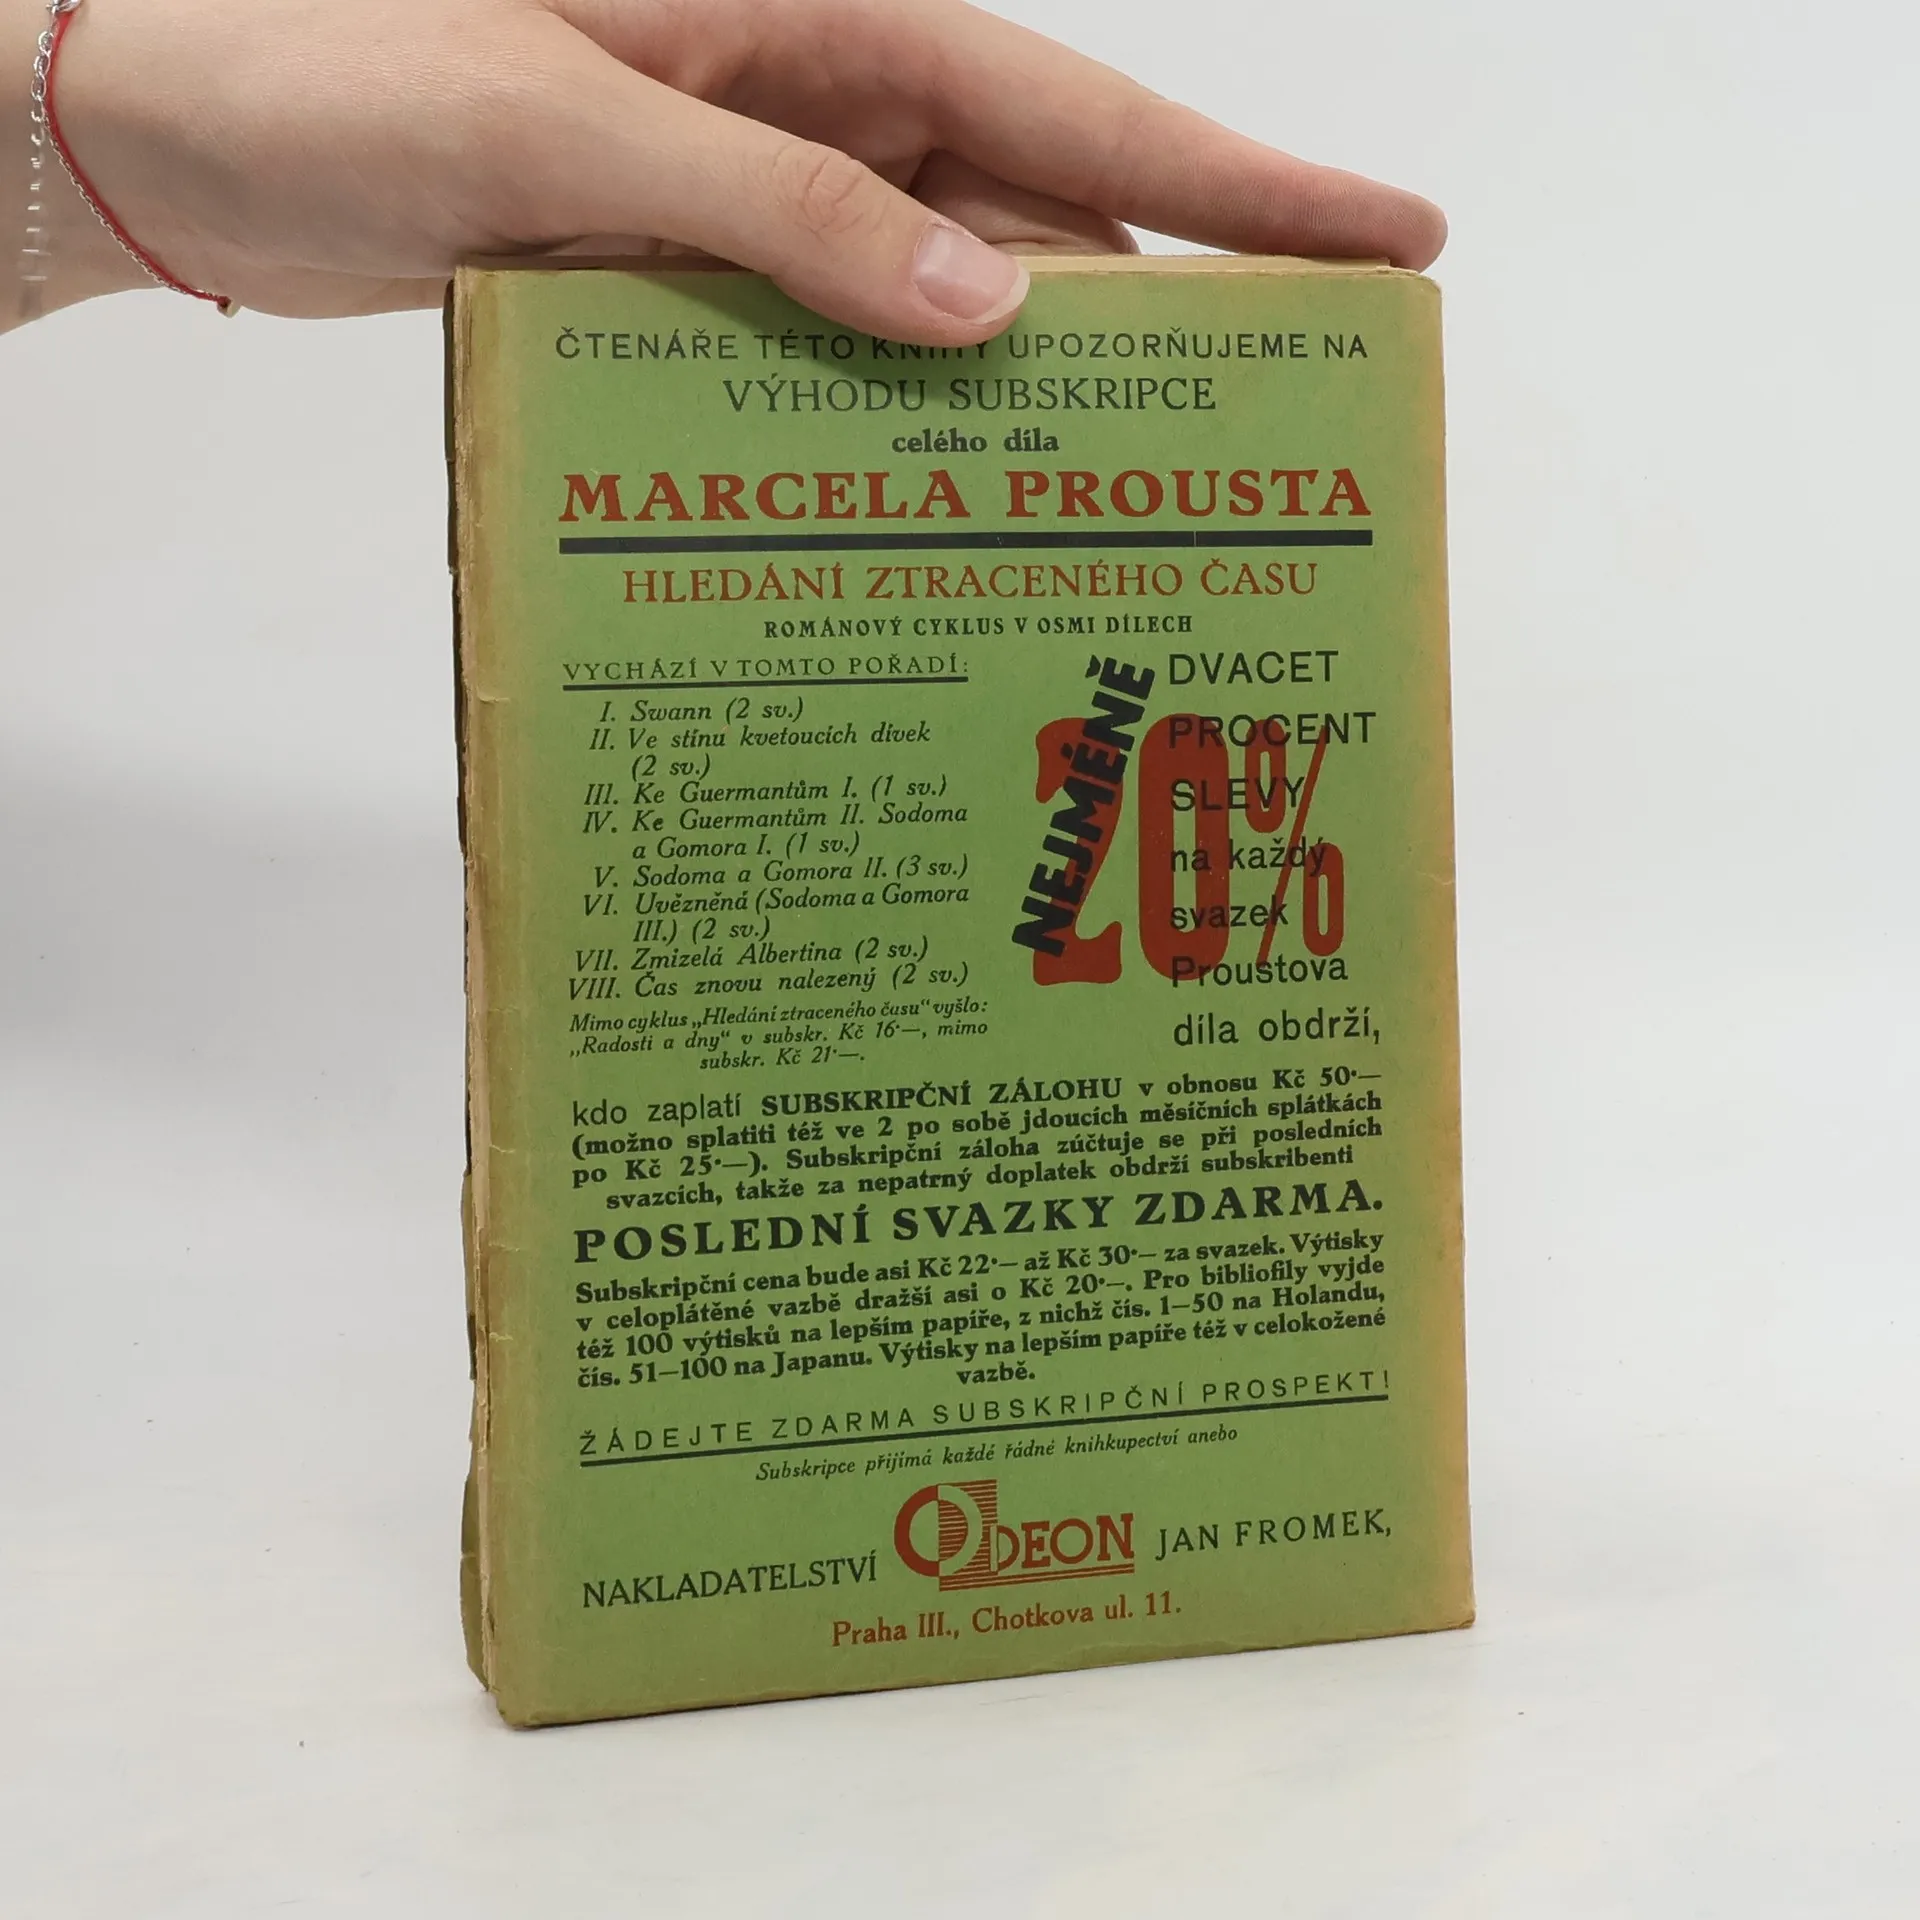 ČTENÁŘE TÉTO KNIHY UPOZORŇUJEME NA
VÝHODU SUBSKRIPCE
celého díla
MARCELA PROUSTA
HLEDÁNÍ ZTRACENÉHO ČASU
ROMÁNOVÝ CYKLUS V OSMI DÍLECH
VYCHÁZÍ V TOMTO POŘADÍ:
I. Swann (2 sv.)
II. Ve stínu kvetoucích dívek
(2 sv.)
III. Ke Guermantům I. (1 sv.)
IV. Ke Guermantům II. Sodoma
a Gomora I. (1 sv.)
V. Sodoma a Gomora II. (3 sv.)
VI. Uvězněná (Sodoma a Gomora
III.) (2 sv.)
VII. Zmizelá Albertina (2 sv.)
VIII. Čas znovu nalezený (2 sv.)
Mimo cyklus „Hledání ztraceného času“ vyšlo:
„Radosti a dny“ v subskr. Kč 16·—, mimo
subskr. Kč 21·—.
NEJMÉNĚ
20%
DVACET
PROCENT
SLEVY
na každý
svazek
Proustova
díla obdrží,
kdo zaplatí SUBSKRIPČNÍ ZÁLOHU v obnosu Kč 50·—
(možno splatiti též ve 2 po sobě jdoucích měsíčních splátkách
po Kč 25·—). Subskripční záloha zúčtuje se při posledních
svazcích, takže za nepatrný doplatek obdrží subskribenti
POSLEDNÍ SVAZKY ZDARMA.
Subskripční cena bude asi Kč 22·— až Kč 30·— za svazek. Výtisky
v celoplátěné vazbě dražší asi o Kč 20·—. Pro bibliofily vyjde
též 100 výtisků na lepším papíře, z nichž čís. 1—50 na Holandu,
čís. 51—100 na Japanu. Výtisky na lepším papíře též v celokožené
vazbě.
ŽÁDEJTE ZDARMA SUBSKRIPČNÍ PROSPEKT!
Subskripce přijímá každé řádné knihkupectví anebo
NAKLADATELSTVÍ ODEON JAN FROMEK,
Praha III., Chotkova ul. 11.